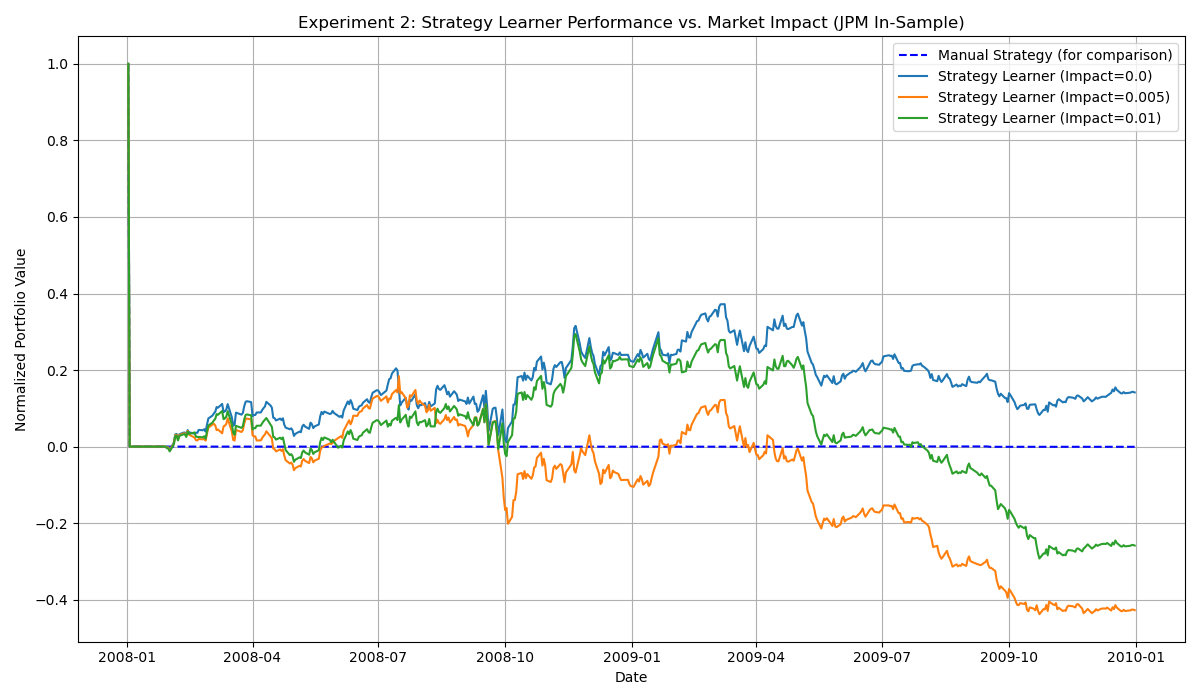 Experiment 2: Strategy Learner Performance vs. Market Impact (JPM In-Sample)
Manual Strategy (for comparison)
Strategy Learner (Impact=0.0)
Strategy Learner (Impact=0.005)
Strategy Learner (Impact=0.01)
Normalized Portfolio Value
1.0
0.8
0.6
0.4
0.2
0.0
−0.2
−0.4
2008-01 2008-04 2008-07 2008-10 2009-01 2009-04 2009-07 2009-10 2010-01
Date